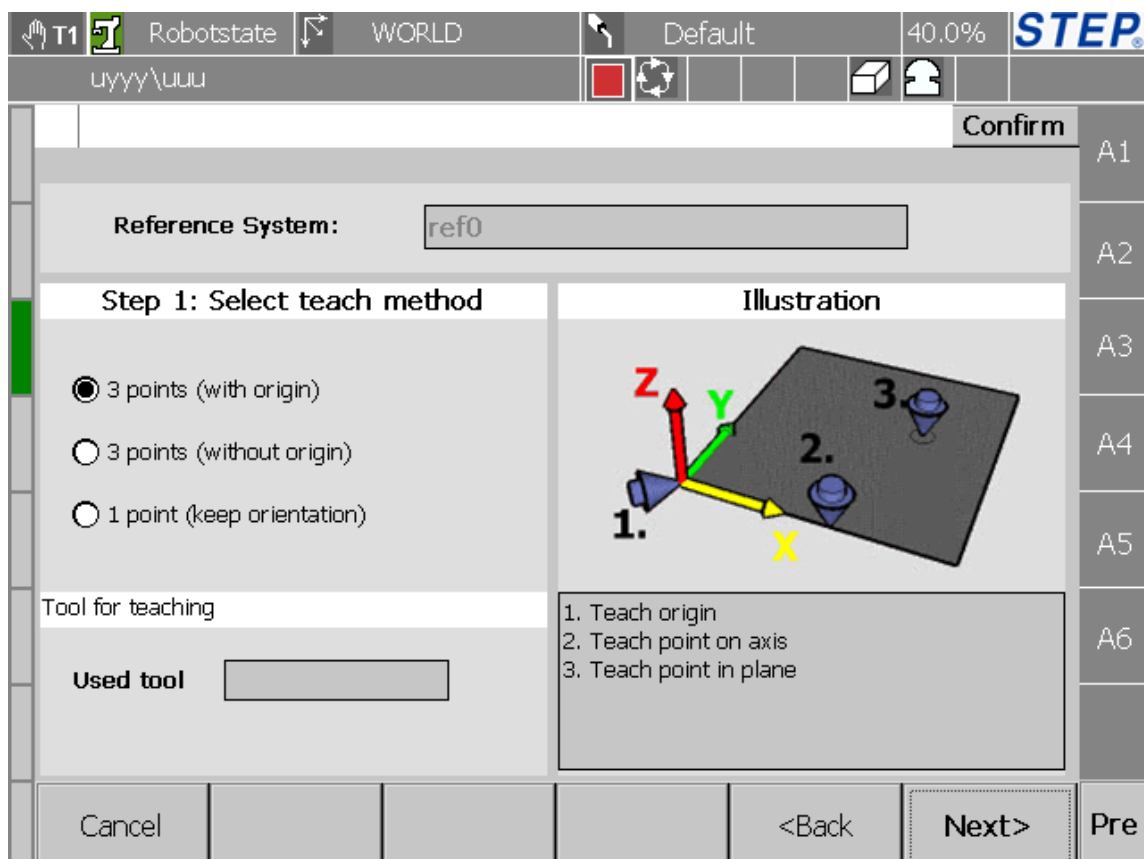 T1 Robotstate WORLD Default 40.0% STEP®
uyyy\uuu
Confirm
Reference System: ref0
Step 1: Select teach method
3 points (with origin)
3 points (without origin)
1 point (keep orientation)
Tool for teaching
Used tool
Illustration
Z
Y
X
1.
2.
3.
1. Teach origin
2. Teach point on axis
3. Teach point in plane
A1
A2
A3
A4
A5
A6
Cancel <Back Next> Pre